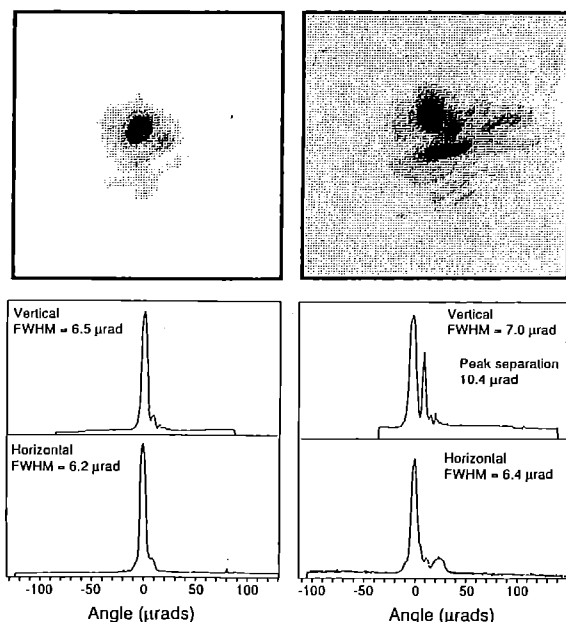 Vertical
FWHM = 6.5 μrad
Horizontal
FWHM = 6.2 μrad
-100 -50 0 50 100
Angle (μrads)
Vertical
FWHM = 7.0 μrad
Peak separation
10.4 μrad
Horizontal
FWHM = 6.4 μrad
-100 -50 0 50 100
Angle (μrads)